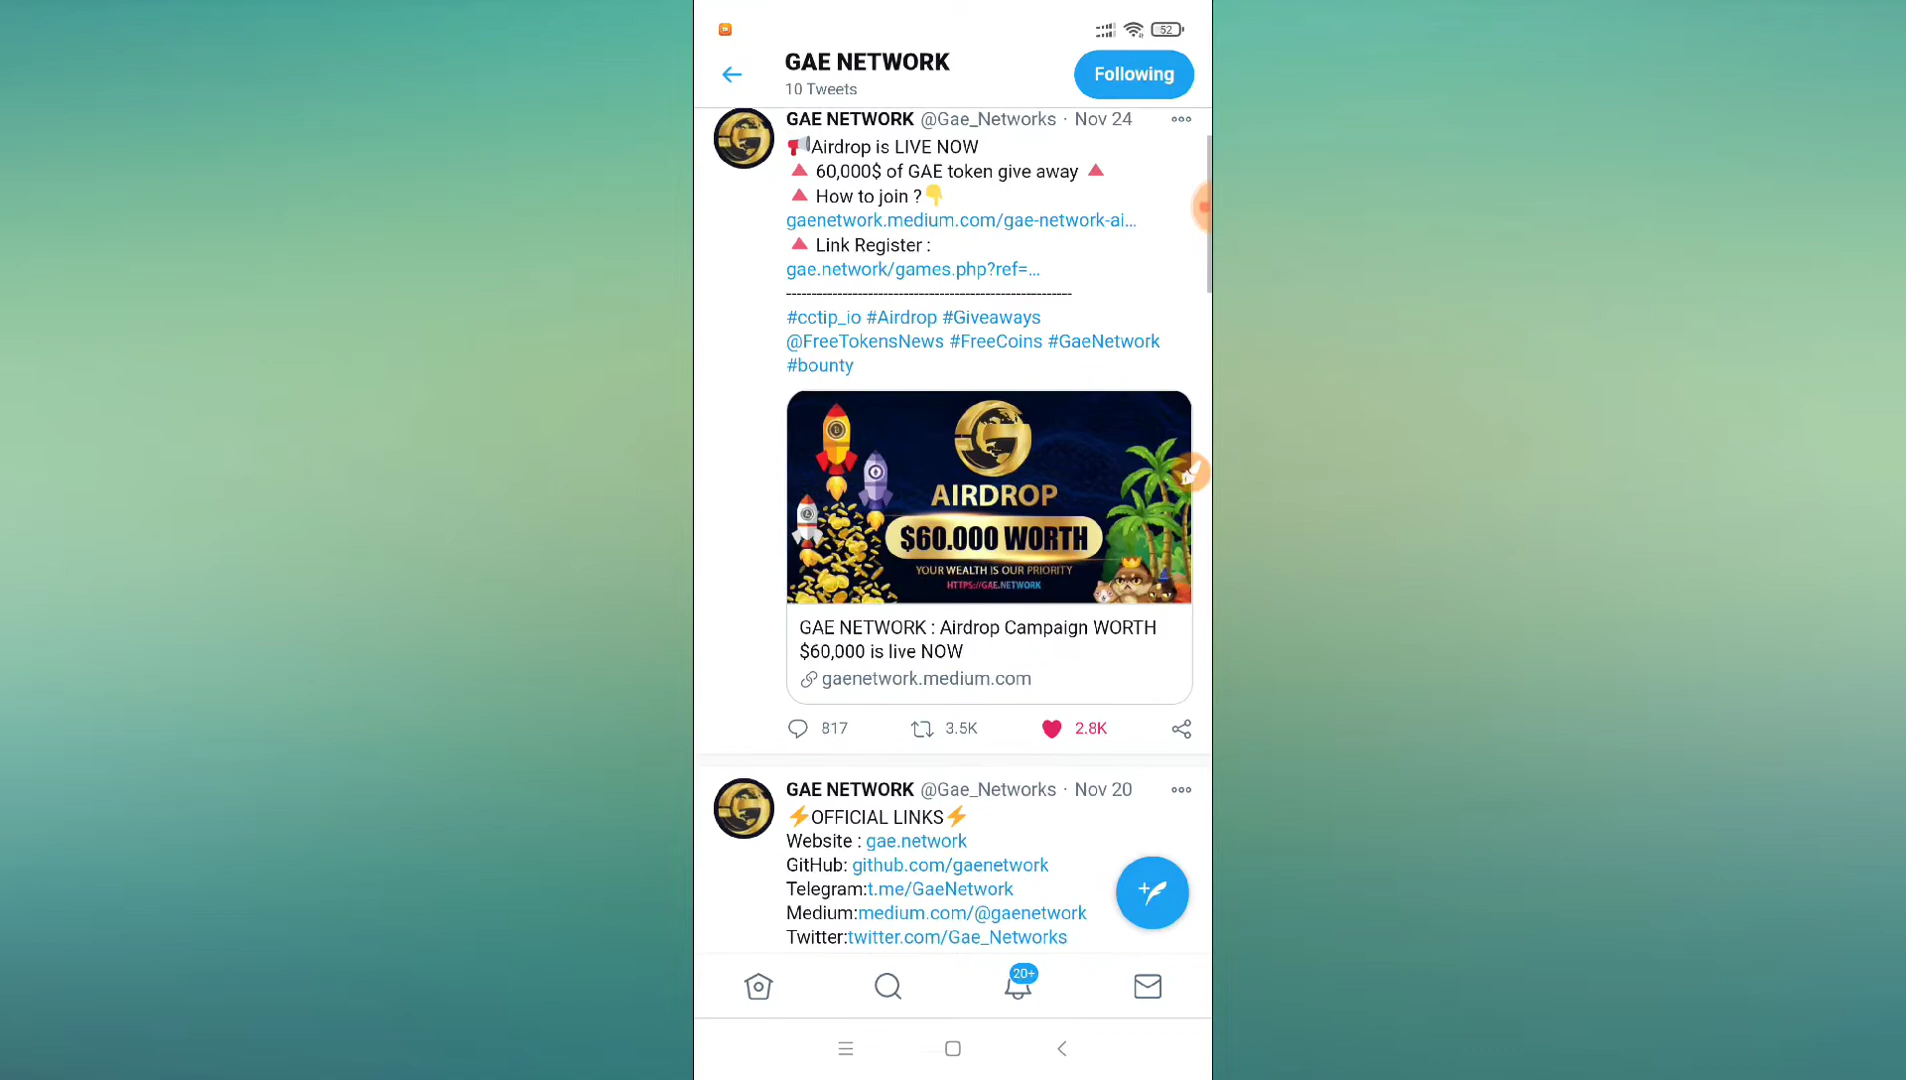 52
GAE NETWORK
10 Tweets
Following
GAE NETWORK @Gae_Networks · Nov 24
📢Airdrop is LIVE NOW
🔺 60,000$ of GAE token give away 🔺
🔺 How to join ?👇
gaenetwork.medium.com/gae-network-ai…
🔺 Link Register :
gae.network/games.php?ref=…
---------------------------------------------------------
#cctip_io #Airdrop #Giveaways
@FreeTokensNews #FreeCoins #GaeNetwork
#bounty
AIRDROP
$60.000 WORTH
YOUR WEALTH IS OUR PRIORITY
HTTPS://GAE.NETWORK
GAE NETWORK : Airdrop Campaign WORTH
$60,000 is live NOW
gaenetwork.medium.com
817 3.5K 2.8K
GAE NETWORK @Gae_Networks · Nov 20
⚡OFFICIAL LINKS⚡
Website : gae.network
GitHub: github.com/gaenetwork
Telegram:t.me/GaeNetwork
Medium:medium.com/@gaenetwork
Twitter:twitter.com/Gae_Networks
20+